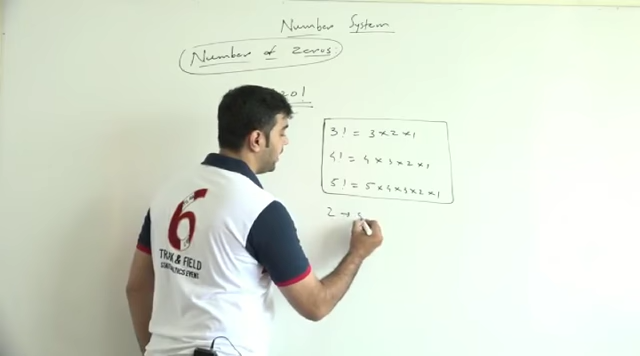 Number System
Number of zeros
20!
3! = 3 × 2 × 1
4! = 4 × 3 × 2 × 1
5! = 5 × 4 × 3 × 2 × 1
2 →
6
TRACK & FIELD